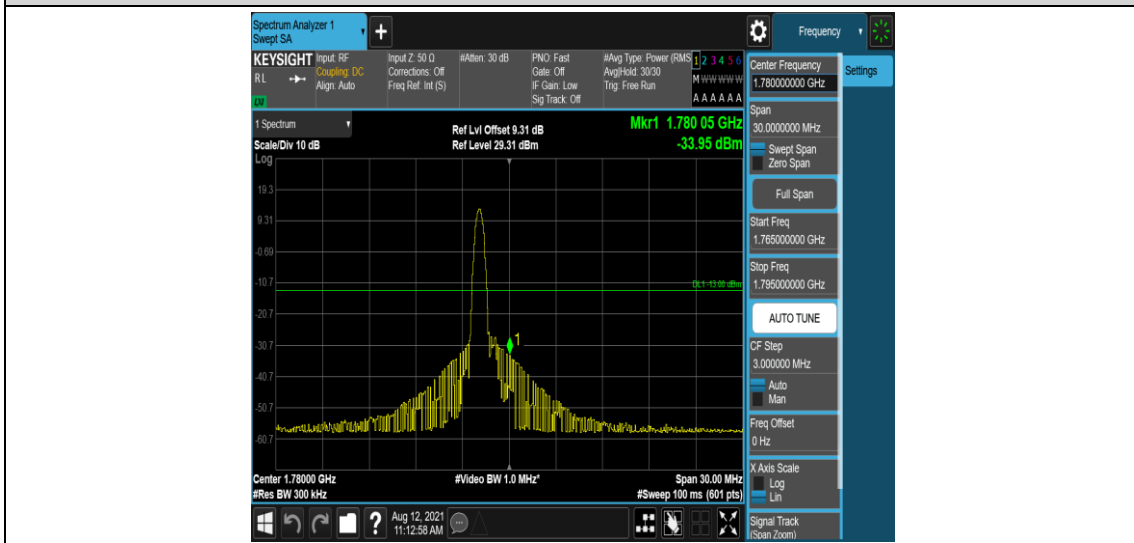 Spectrum Analyzer 1
Swept SA
Frequency
KEYSIGHT
RL
LXI
Input: RF
Coupling: DC
Align: Auto
Input Z: 50 Ω
Corrections: Off
Freq Ref: Int (S)
#Atten: 30 dB
PNO: Fast
Gate: Off
IF Gain: Low
Sig Track: Off
#Avg Type: Power (RMS
Avg|Hold: 30/30
Trig: Free Run
1 2 3 4 5 6
M W W W W W
A A A A A A
1 Spectrum
Scale/Div 10 dB
Log
Ref Lvl Offset 9.31 dB
Ref Level 29.31 dBm
Mkr1 1.780 05 GHz
-33.95 dBm
19.3
9.31
-0.69
-10.7
DL1 -13.00 dBm
-20.7
-30.7
1
-40.7
-50.7
-60.7
Center 1.78000 GHz
#Res BW 300 kHz
#Video BW 1.0 MHz*
Span 30.00 MHz
#Sweep 100 ms (601 pts)
Aug 12, 2021
11:12:58 AM
Center Frequency
1.780000000 GHz
Settings
Span
30.0000000 MHz
Swept Span
Zero Span
Full Span
Start Freq
1.765000000 GHz
Stop Freq
1.795000000 GHz
AUTO TUNE
CF Step
3.000000 MHz
Auto
Man
Freq Offset
0 Hz
X Axis Scale
Log
Lin
Signal Track
(Span Zoom)